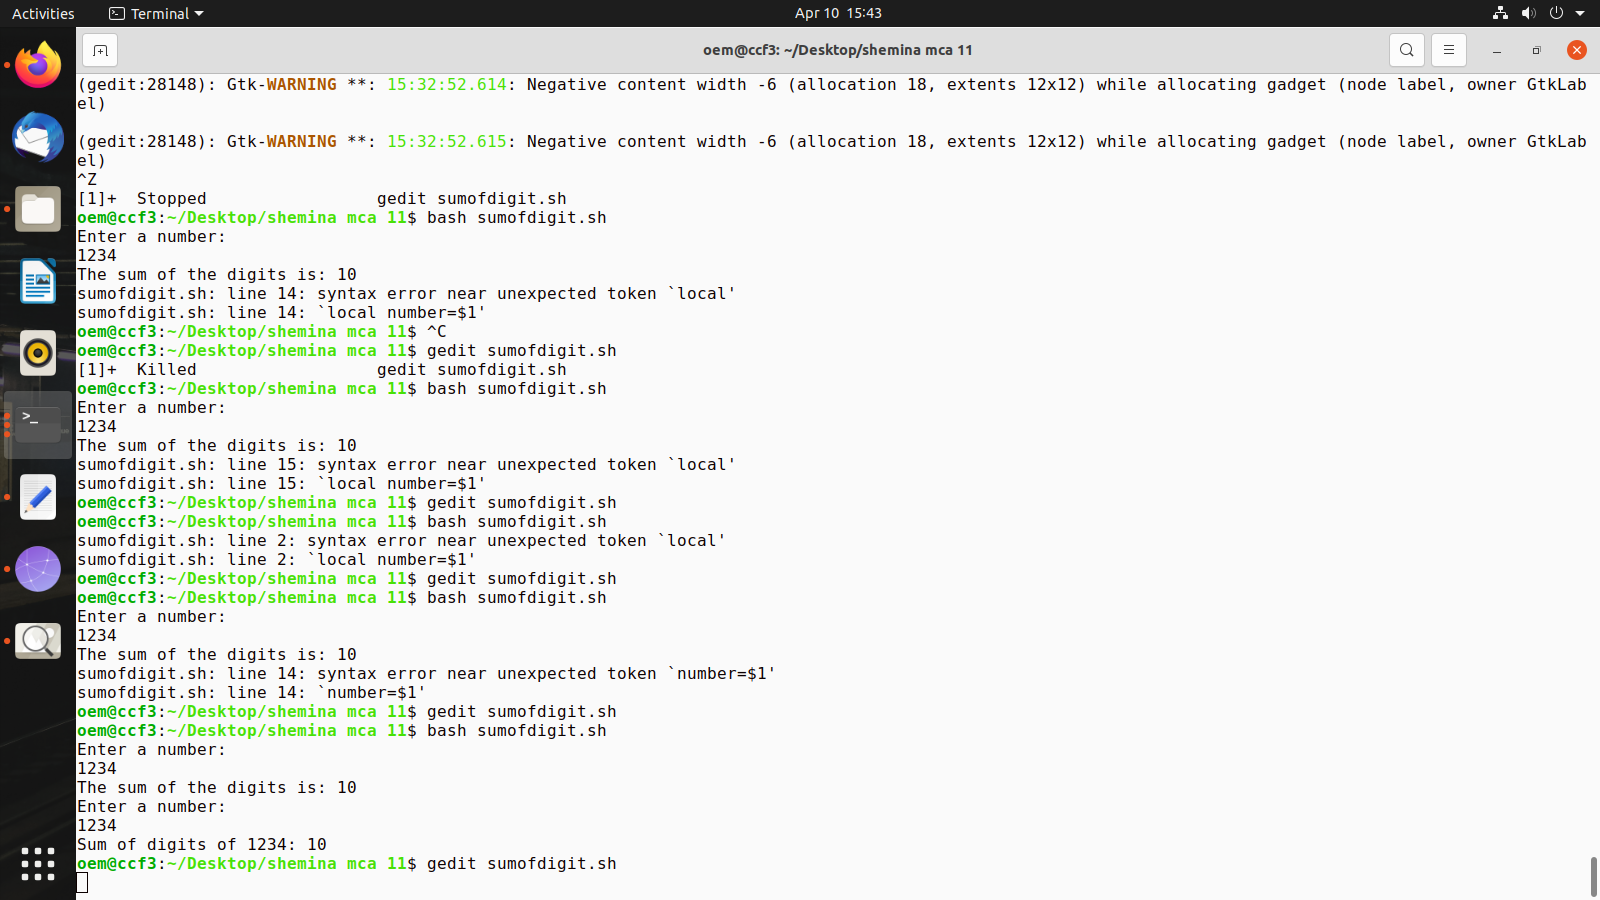 Activities
Terminal
Apr 10 15:43
oem@ccf3: ~/Desktop/shemina mca 11
(gedit:28148): Gtk-WARNING **: 15:32:52.614: Negative content width -6 (allocation 18, extents 12x12) while allocating gadget (node label, owner GtkLab
el)
(gedit:28148): Gtk-WARNING **: 15:32:52.615: Negative content width -6 (allocation 18, extents 12x12) while allocating gadget (node label, owner GtkLab
el)
^Z
[1]+  Stopped                 gedit sumofdigit.sh
oem@ccf3:~/Desktop/shemina mca 11$ bash sumofdigit.sh
Enter a number:
1234
The sum of the digits is: 10
sumofdigit.sh: line 14: syntax error near unexpected token `local'
sumofdigit.sh: line 14: `local number=$1'
oem@ccf3:~/Desktop/shemina mca 11$ ^C
oem@ccf3:~/Desktop/shemina mca 11$ gedit sumofdigit.sh
[1]+  Killed                  gedit sumofdigit.sh
oem@ccf3:~/Desktop/shemina mca 11$ bash sumofdigit.sh
Enter a number:
1234
The sum of the digits is: 10
sumofdigit.sh: line 15: syntax error near unexpected token `local'
sumofdigit.sh: line 15: `local number=$1'
oem@ccf3:~/Desktop/shemina mca 11$ gedit sumofdigit.sh
oem@ccf3:~/Desktop/shemina mca 11$ bash sumofdigit.sh
sumofdigit.sh: line 2: syntax error near unexpected token `local'
sumofdigit.sh: line 2: `local number=$1'
oem@ccf3:~/Desktop/shemina mca 11$ gedit sumofdigit.sh
oem@ccf3:~/Desktop/shemina mca 11$ bash sumofdigit.sh
Enter a number:
1234
The sum of the digits is: 10
sumofdigit.sh: line 14: syntax error near unexpected token `number=$1'
sumofdigit.sh: line 14: `number=$1'
oem@ccf3:~/Desktop/shemina mca 11$ gedit sumofdigit.sh
oem@ccf3:~/Desktop/shemina mca 11$ bash sumofdigit.sh
Enter a number:
1234
The sum of the digits is: 10
Enter a number:
1234
Sum of digits of 1234: 10
oem@ccf3:~/Desktop/shemina mca 11$ gedit sumofdigit.sh